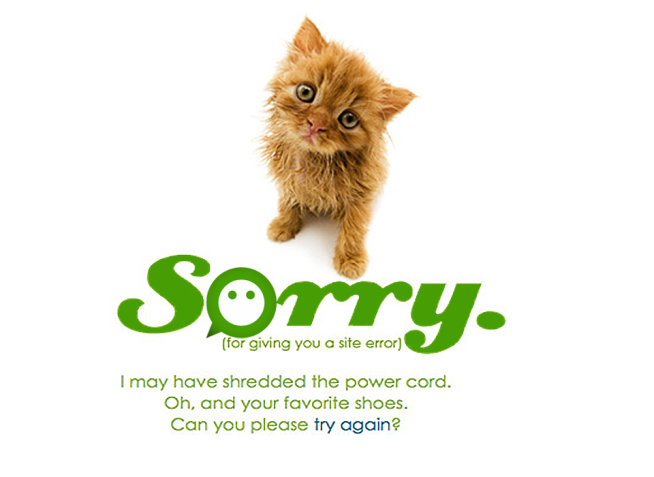 Sorry.
(for giving you a site error)
I may have shredded the power cord.
Oh, and your favorite shoes.
Can you please try again?